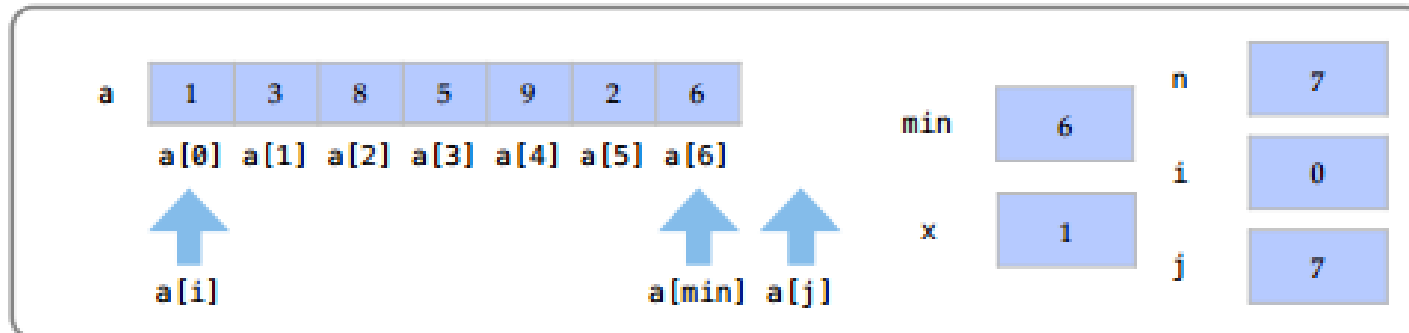 a 1 3 8 5 9 2 6
a[0] a[1] a[2] a[3] a[4] a[5] a[6]
a[i] a[min] a[j]
min 6
x 1
n 7
i 0
j 7